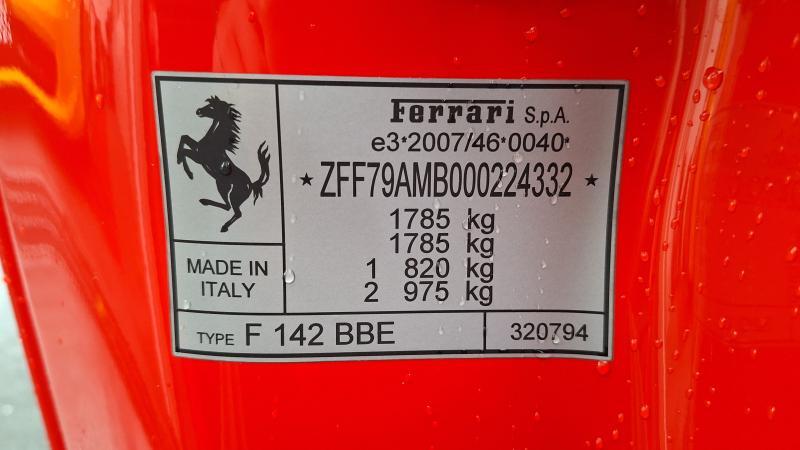 Ferrari S.p.A.
e3*2007/46*0040*
★ ZFF79AMB000224332 ★
1785 kg
1785 kg
1 820 kg
2 975 kg
MADE IN
ITALY
TYPE F 142 BBE
320794